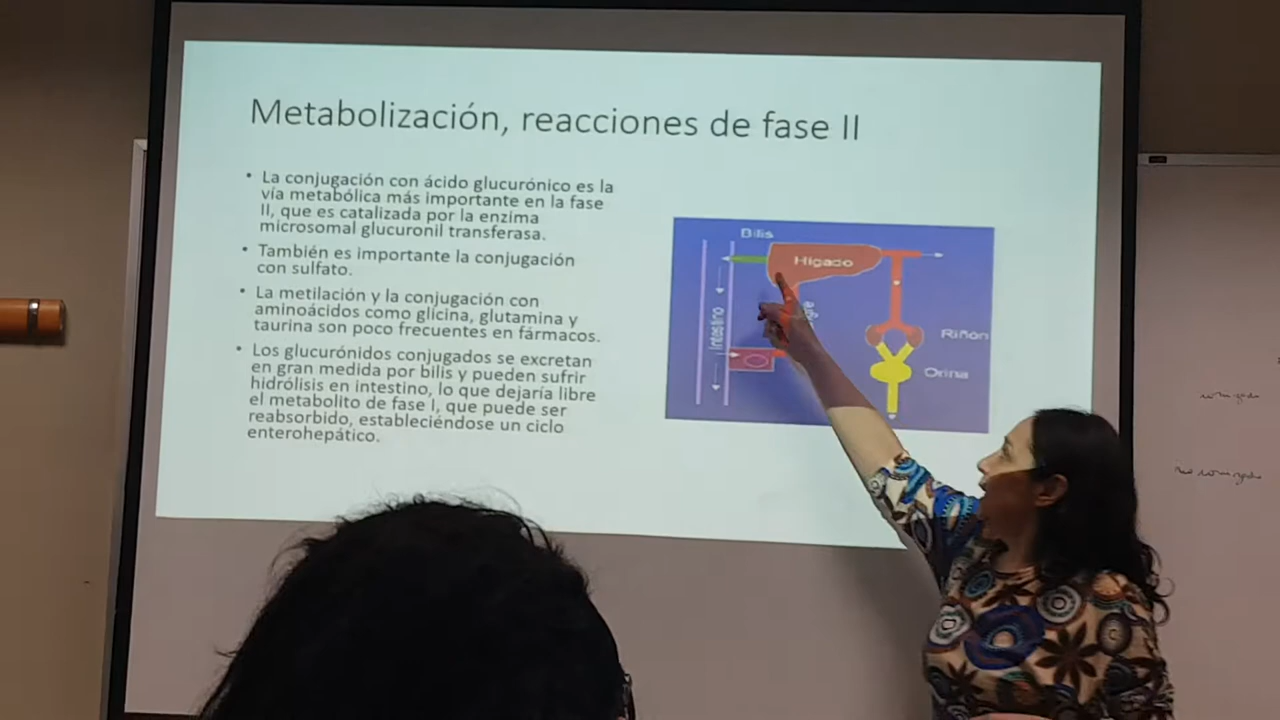 Metabolización, reacciones de fase II
• La conjugación con ácido glucurónico es la
vía metabólica más importante en la fase
II, que es catalizada por la enzima
microsomal glucuronil transferasa.
• También es importante la conjugación
con sulfato.
• La metilación y la conjugación con
aminoácidos como glicina, glutamina y
taurina son poco frecuentes en fármacos.
• Los glucurónidos conjugados se excretan
en gran medida por bilis y pueden sufrir
hidrólisis en intestino, lo que dejaría libre
el metabolito de fase I, que puede ser
reabsorbido, estableciéndose un ciclo
enterohepático.
Bilis
Hígado
Intestino
Riñón
Orina